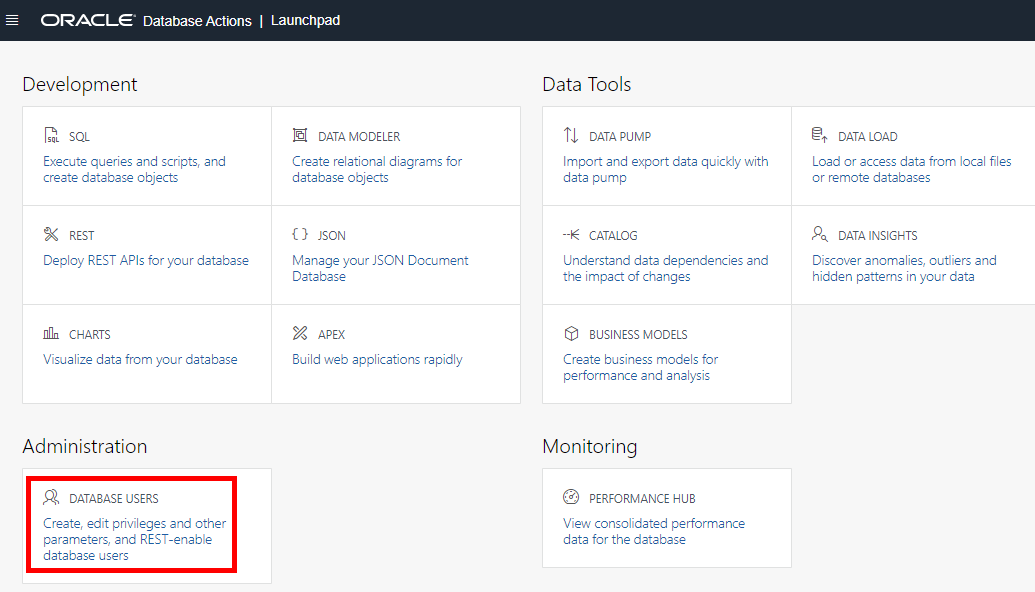 ORACLE Database Actions | Launchpad
Development
SQL
Execute queries and scripts, and
create database objects
DATA MODELER
Create relational diagrams for
database objects
REST
Deploy REST APIs for your database
JSON
Manage your JSON Document
Database
CHARTS
Visualize data from your database
APEX
Build web applications rapidly
Data Tools
DATA PUMP
Import and export data quickly with
data pump
DATA LOAD
Load or access data from local files
or remote databases
CATALOG
Understand data dependencies and
the impact of changes
DATA INSIGHTS
Discover anomalies, outliers and
hidden patterns in your data
BUSINESS MODELS
Create business models for
performance and analysis
Administration
DATABASE USERS
Create, edit privileges and other
parameters, and REST-enable
database users
Monitoring
PERFORMANCE HUB
View consolidated performance
data for the database